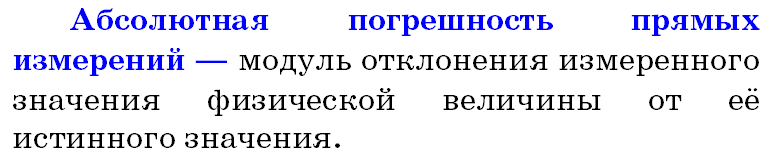 Абсолютная погрешность прямых
измерений — модуль отклонения измеренного
значения физической величины от её
истинного значения.